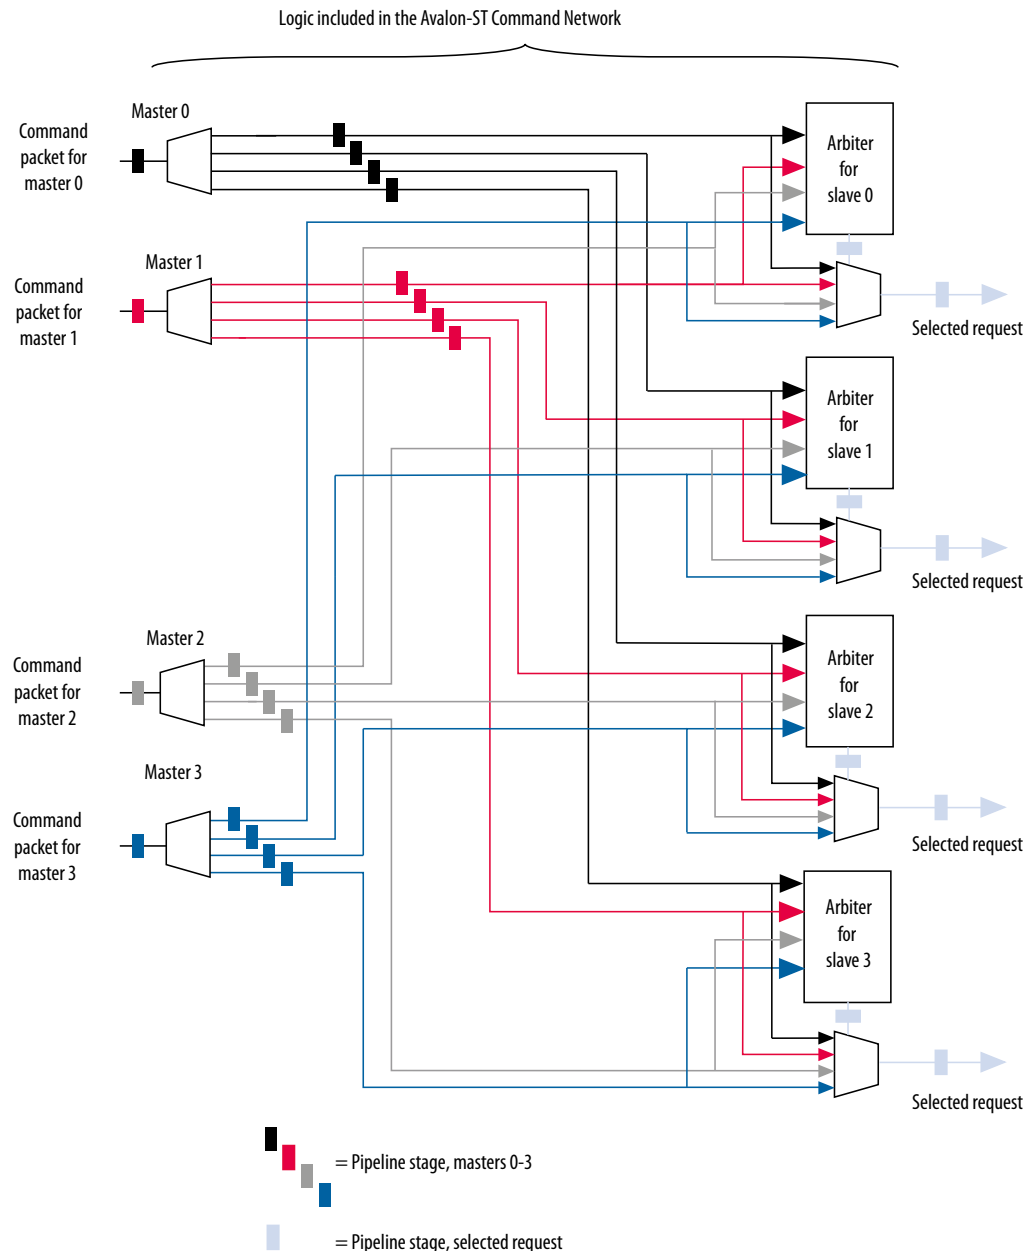 Logic included in the Avalon-ST Command Network
Master 0
Command
packet for
master 0
Arbiter
for
slave 0
Master 1
Command
packet for
master 1
Selected request
Arbiter
for
slave 1
Selected request
Master 2
Command
packet for
master 2
Arbiter
for
slave 2
Master 3
Command
packet for
master 3
Selected request
Arbiter
for
slave 3
Selected request
= Pipeline stage, masters 0-3
= Pipeline stage, selected request